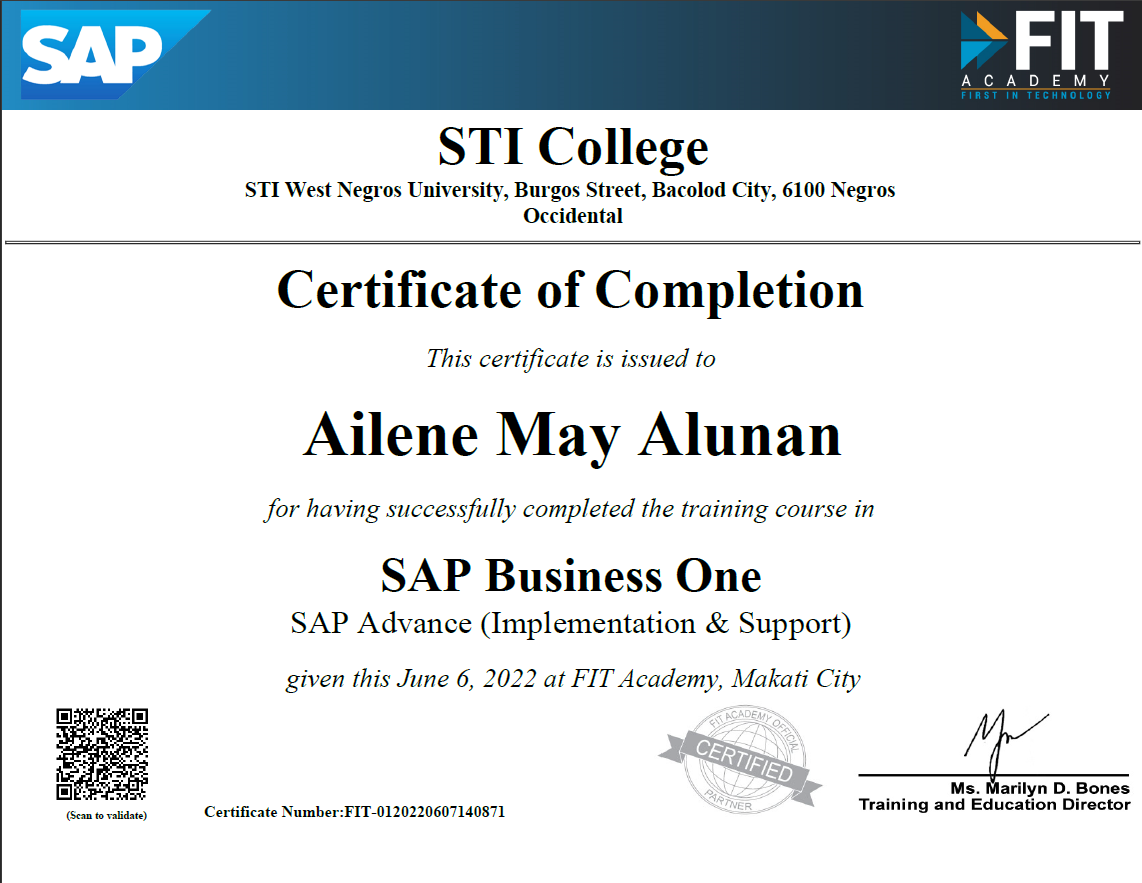 SAP
FIT
ACADEMY
FIRST IN TECHNOLOGY
STI College
STI West Negros University, Burgos Street, Bacolod City, 6100 Negros
Occidental
Certificate of Completion
This certificate is issued to
Ailene May Alunan
for having successfully completed the training course in
SAP Business One
SAP Advance (Implementation & Support)
given this June 6, 2022 at FIT Academy, Makati City
(Scan to validate)
Certificate Number:FIT-0120220607140871
FIT ACADEMY OFFICIAL
CERTIFIED
PARTNER
Ms. Marilyn D. Bones
Training and Education Director